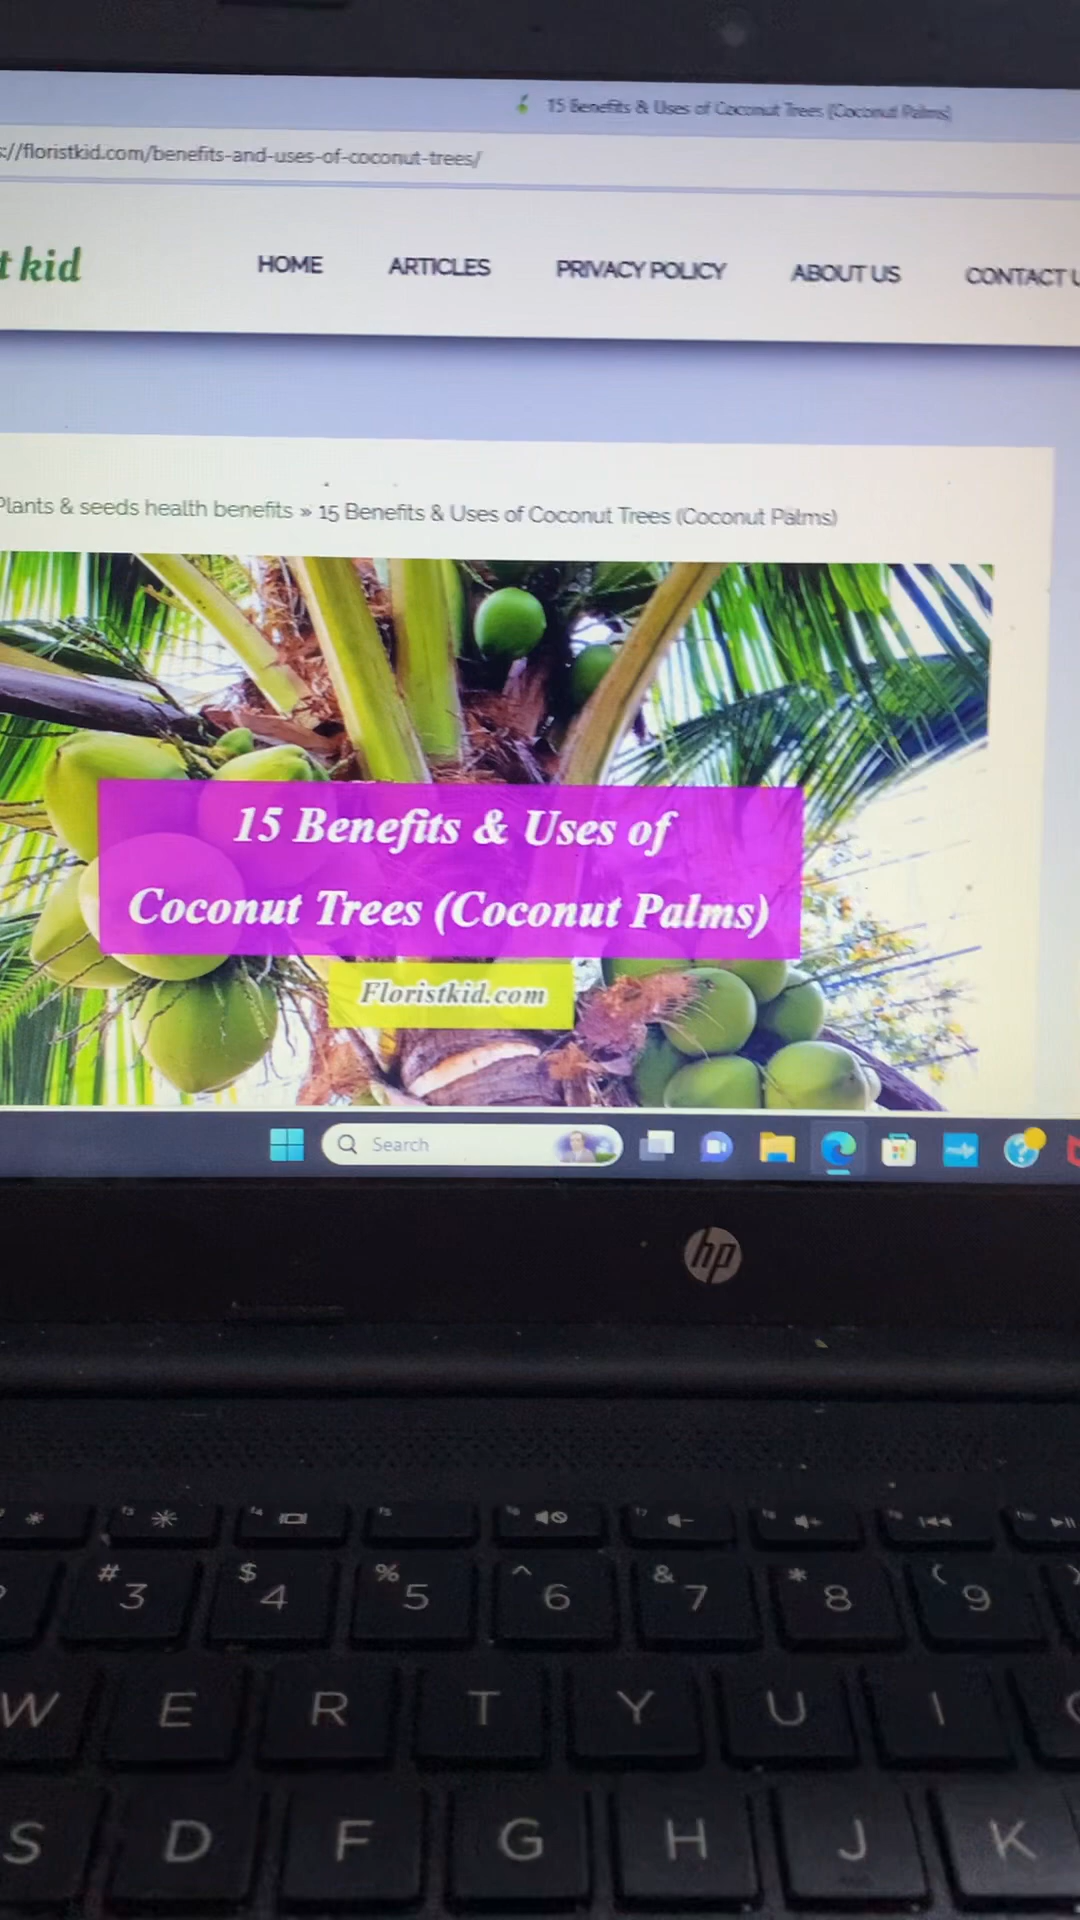 15 Benefits & Uses of Coconut Trees (Coconut Palms)
://floristkid.com/benefits-and-uses-of-coconut-trees/
t kid HOME ARTICLES PRIVACY POLICY ABOUT US CONTACT U
Plants & seeds health benefits » 15 Benefits & Uses of Coconut Trees (Coconut Palms)
15 Benefits & Uses of
Coconut Trees (Coconut Palms)
Floristkid.com
Search
hp
# 3 $ 4 % 5 ^ 6 & 7 * 8 ( 9 )
W E R T Y U I
S D F G H J K